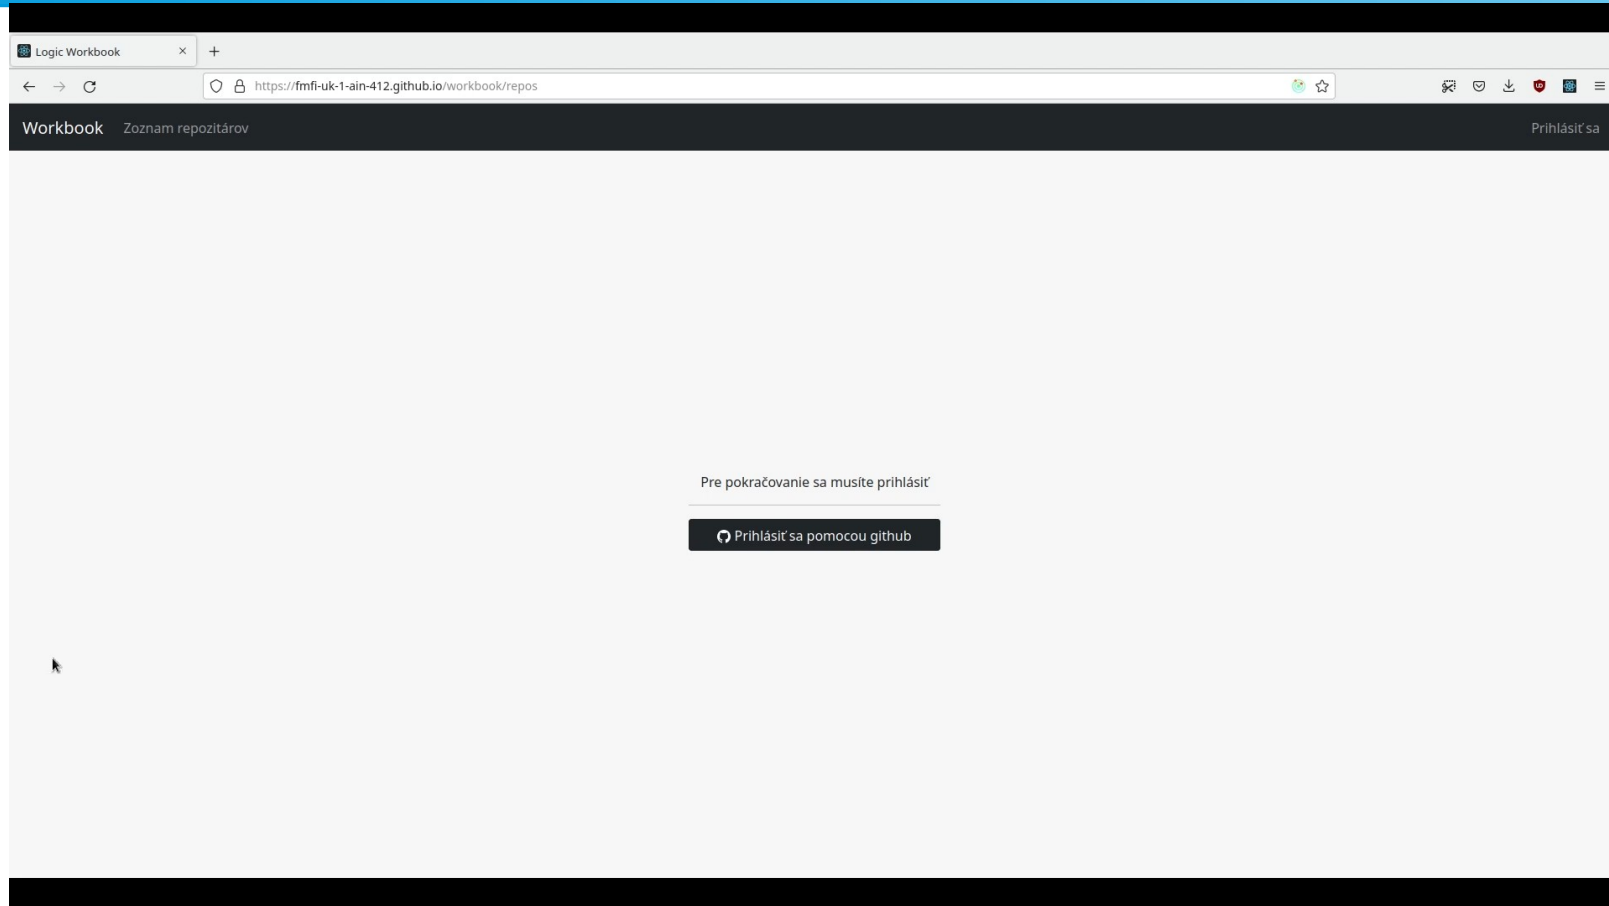 Logic Workbook
https://fmfi-uk-1-ain-412.github.io/workbook/repos
Workbook Zoznam repozitárov Prihlásiť sa
Pre pokračovanie sa musíte prihlásiť
Prihlásiť sa pomocou github